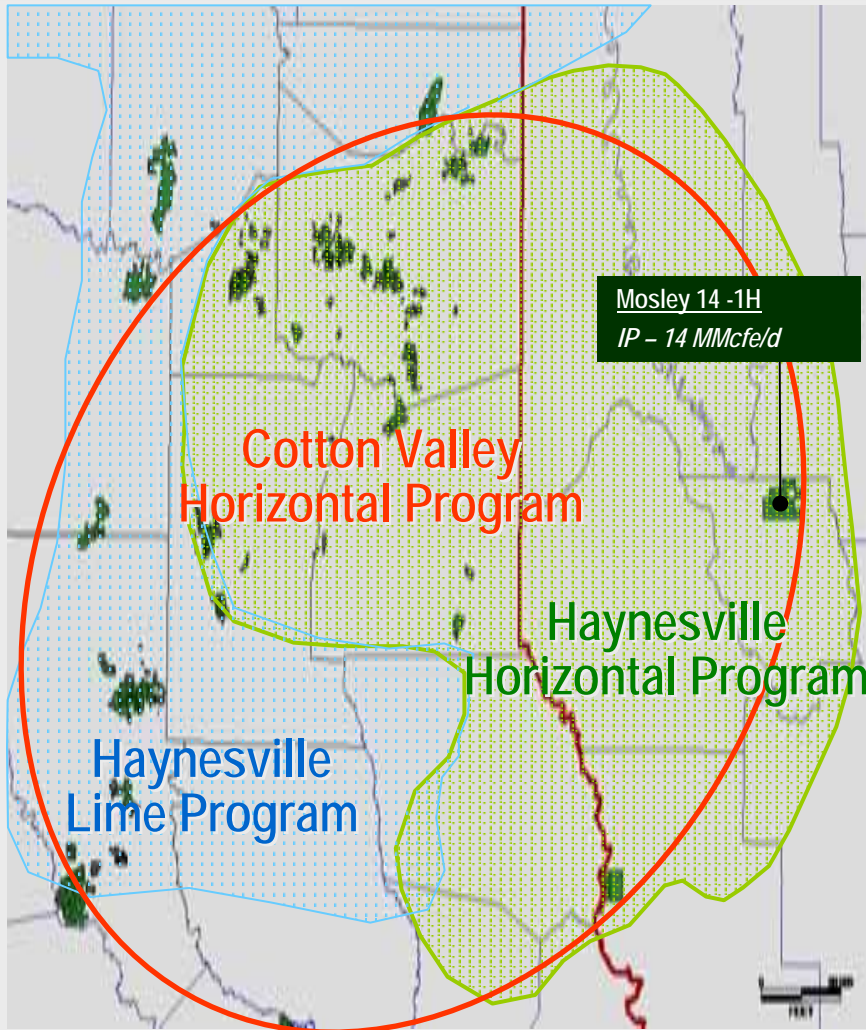 Mosley 14 -1H
IP – 14 MMcfe/d
Cotton Valley
Horizontal Program
Haynesville
Horizontal Program
Haynesville
Lime Program